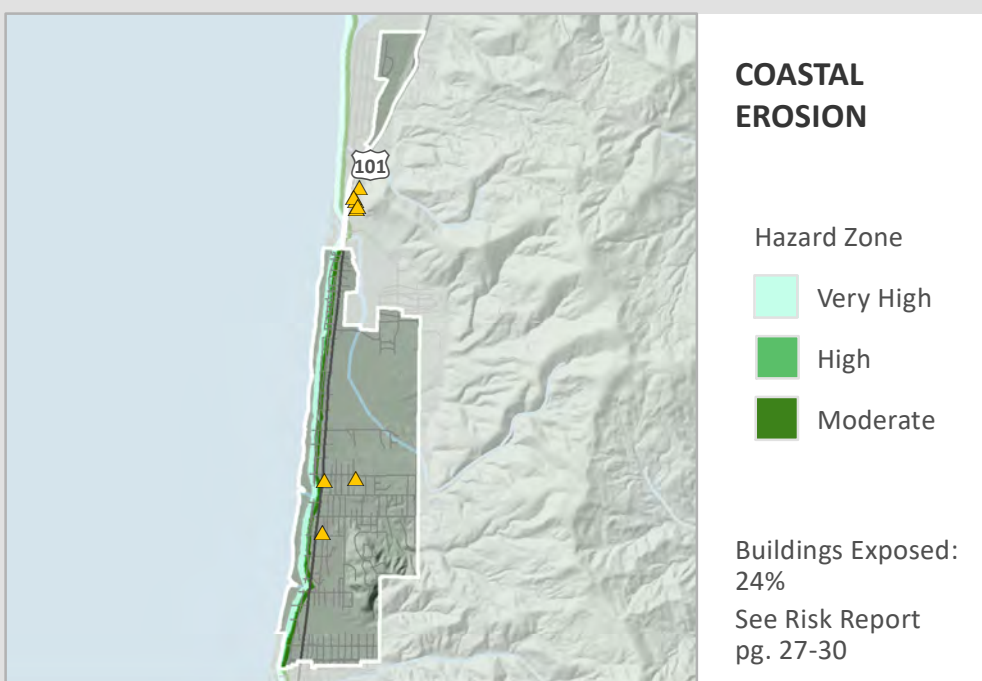 101
COASTAL
EROSION
Hazard Zone
Very High
High
Moderate
Buildings Exposed:
24%
See Risk Report
pg. 27-30